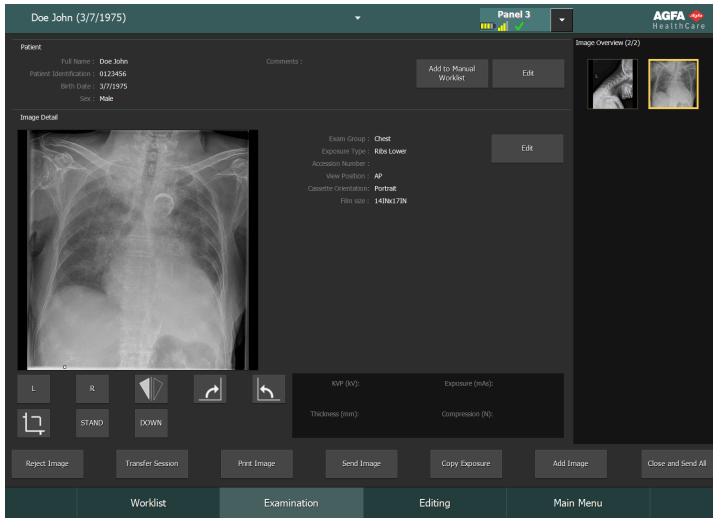 Doe John (3/7/1975)
Panel 3
AGFA
HealthCare
Patient
Full Name : Doe John
Comments :
Patient Identification : 0123456
Birth Date : 3/7/1975
Sex : Male
Add to Manual
Worklist
Edit
Image Overview (2/2)
L
Image Detail
Exam Group : Chest
Exposure Type : Ribs Lower
Accession Number :
View Position : AP
Cassette Orientation: Portrait
Film size : 14INx17IN
Edit
L
R
STAND
DOWN
KVP (kV):
Exposure (mAs):
Thickness (mm):
Compression (N):
Reject Image
Transfer Session
Print Image
Send Image
Copy Exposure
Add Image
Close and Send All
Worklist
Examination
Editing
Main Menu